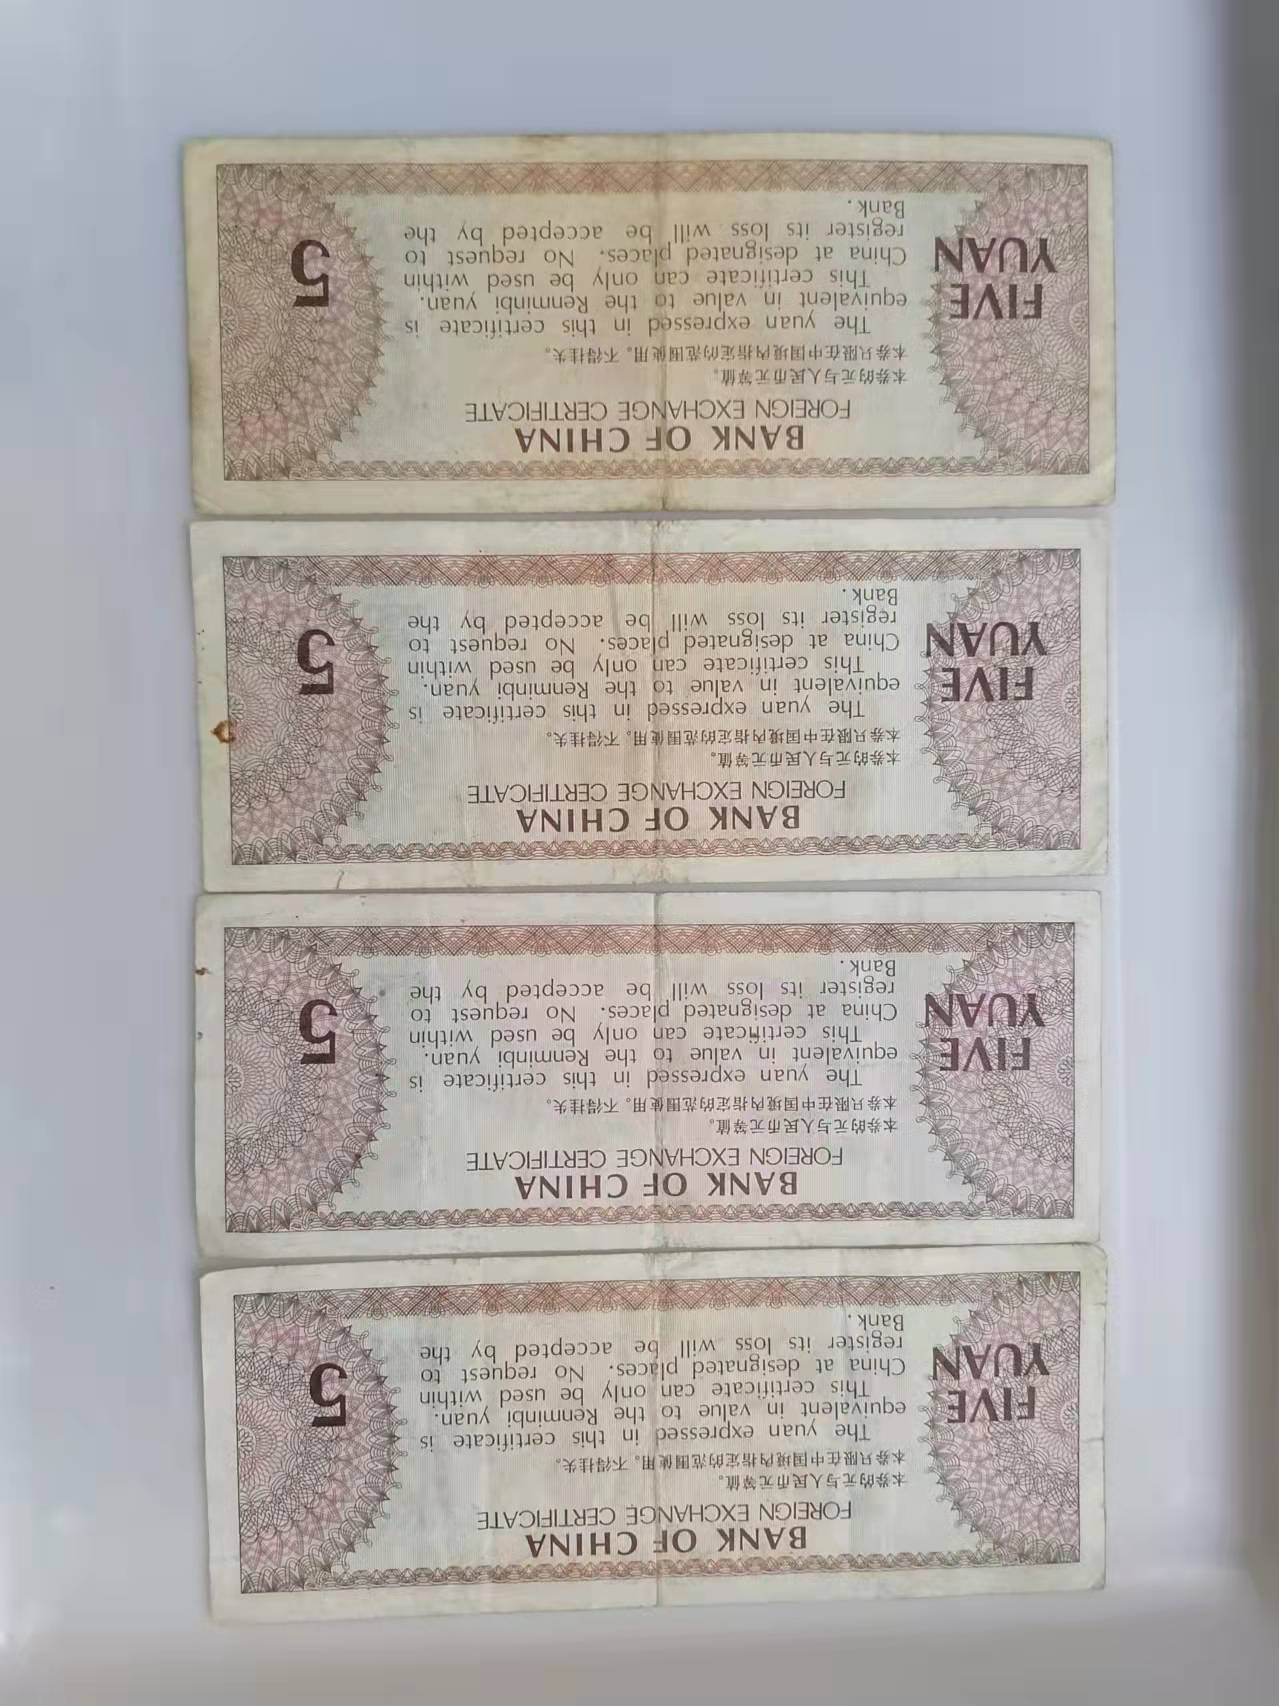 BANK OF CHINA
FOREIGN EXCHANGE CERTIFICATE
本券的元与人民币元等值。
本券只限在中国境内指定的范围使用。不得挂失。
The yuan expressed in this certificate is
equivalent in value to the Renminbi yuan.
This certificate can only be used within
China at designated places. No request to
register its loss will be accepted by the
Bank.
FIVE
YUAN
5
BANK OF CHINA
FOREIGN EXCHANGE CERTIFICATE
本券的元与人民币元等值。
本券只限在中国境内指定的范围使用。不得挂失。
The yuan expressed in this certificate is
equivalent in value to the Renminbi yuan.
This certificate can only be used within
China at designated places. No request to
register its loss will be accepted by the
Bank.
FIVE
YUAN
5
BANK OF CHINA
FOREIGN EXCHANGE CERTIFICATE
本券的元与人民币元等值。
本券只限在中国境内指定的范围使用。不得挂失。
The yuan expressed in this certificate is
equivalent in value to the Renminbi yuan.
This certificate can only be used within
China at designated places. No request to
register its loss will be accepted by the
Bank.
FIVE
YUAN
5
BANK OF CHINA
FOREIGN EXCHANGE CERTIFICATE
本券的元与人民币元等值。
本券只限在中国境内指定的范围使用。不得挂失。
The yuan expressed in this certificate is
equivalent in value to the Renminbi yuan.
This certificate can only be used within
China at designated places. No request to
register its loss will be accepted by the
Bank.
FIVE
YUAN
5